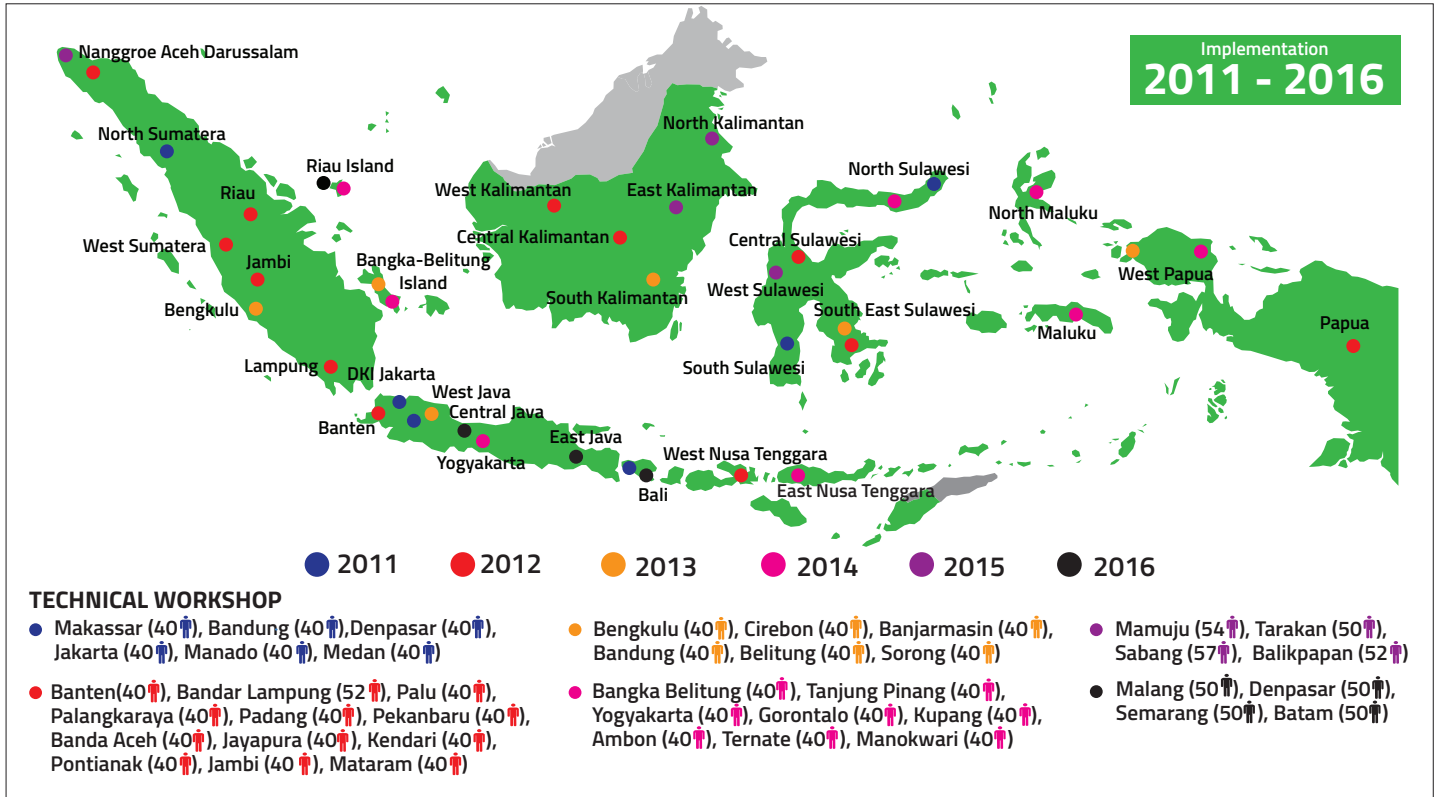 Implementation
2011 - 2016
Nanggroe Aceh Darussalam
North Sumatera
Riau Island
Riau
West Sumatera
Jambi
Bangka-Belitung
Island
Bengkulu
Lampung
DKI Jakarta
West Java
Central Java
Banten
Yogyakarta
East Java
Bali
West Nusa Tenggara
East Nusa Tenggara
North Kalimantan
West Kalimantan
East Kalimantan
Central Kalimantan
South Kalimantan
North Sulawesi
Central Sulawesi
West Sulawesi
South East Sulawesi
South Sulawesi
North Maluku
Maluku
West Papua
Papua
2011
2012
2013
2014
2015
2016
TECHNICAL WORKSHOP
Makassar (40), Bandung (40),Denpasar (40),
Jakarta (40), Manado (40), Medan (40)
Banten(40), Bandar Lampung (52), Palu (40),
Palangkaraya (40), Padang (40), Pekanbaru (40),
Banda Aceh (40), Jayapura (40), Kendari (40),
Pontianak (40), Jambi (40), Mataram (40)
Bengkulu (40), Cirebon (40), Banjarmasin (40),
Bandung (40), Belitung (40), Sorong (40)
Bangka Belitung (40), Tanjung Pinang (40),
Yogyakarta (40), Gorontalo (40), Kupang (40),
Ambon (40), Ternate (40), Manokwari (40)
Mamuju (54), Tarakan (50),
Sabang (57), Balikpapan (52)
Malang (50), Denpasar (50),
Semarang (50), Batam (50)